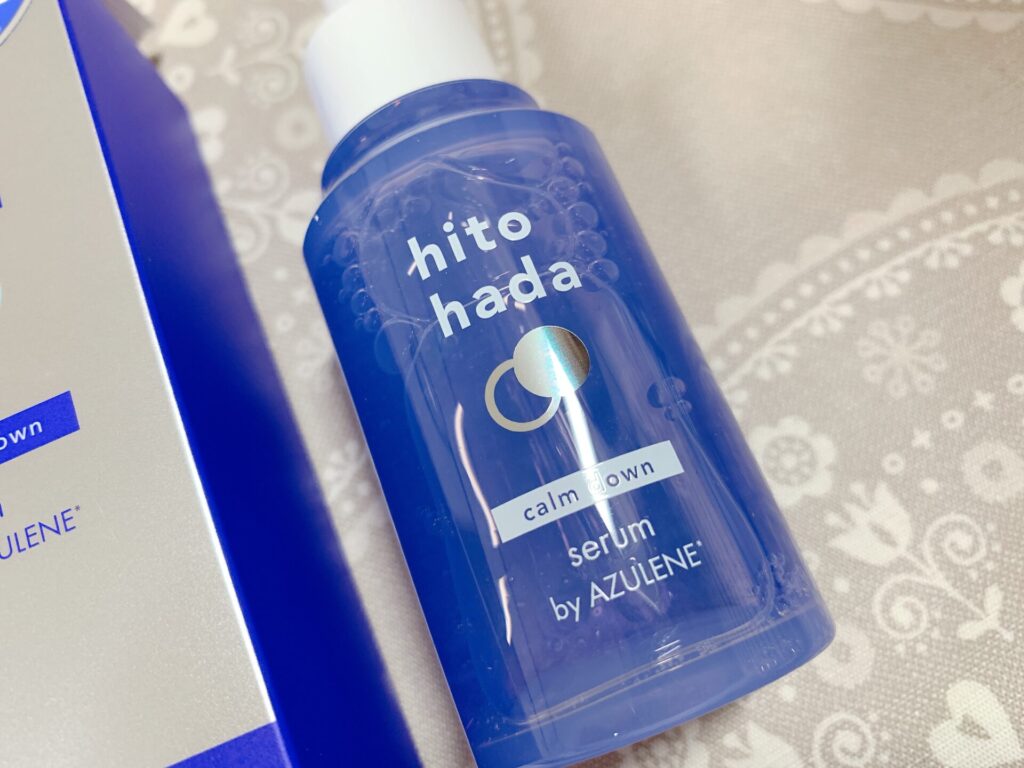 hito
hada
calm down
serum
by AZULENE*
own
ULENE*